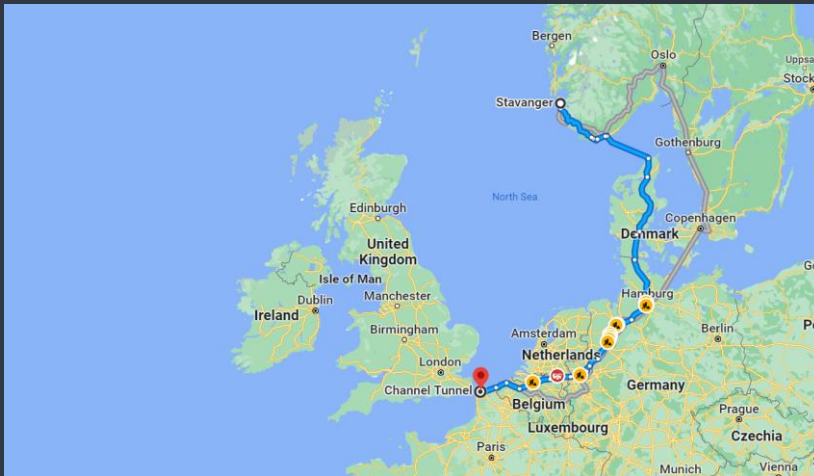 Bergen
Oslo
Uppsa
Stock
Stavanger
Gothenburg
North Sea
Edinburgh
Copenhagen
Denmark
United
Kingdom
Isle of Man
Hamburg
Dublin
Ireland
Manchester
Amsterdam
Berlin
Birmingham
Netherlands
London
Channel Tunnel
Germany
Belgium
Prague
Luxembourg
Czechia
Paris
Munich
Vienna